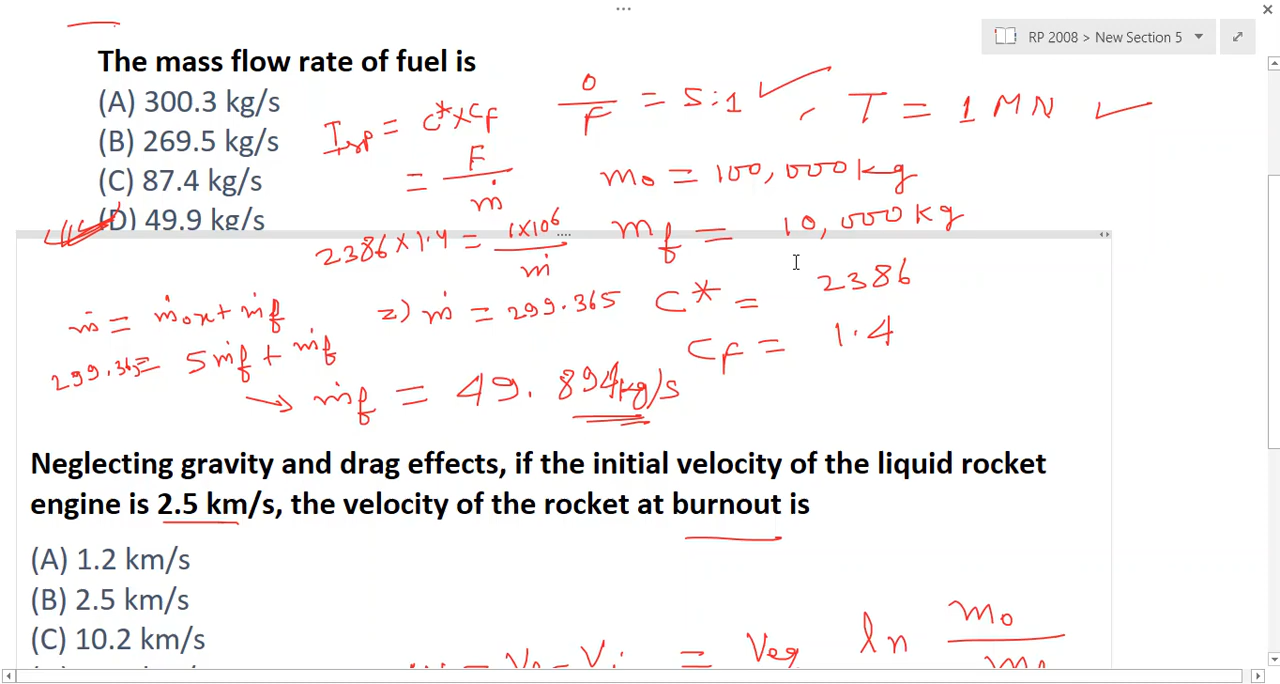 RP 2008 > New Section 5
The mass flow rate of fuel is
(A) 300.3 kg/s
(B) 269.5 kg/s
(C) 87.4 kg/s
(D) 49.9 kg/s
Isp = C* x CF
= F / ṁ
2386 x 1.4 = 1x10⁶ / ṁ
O / F = 5:1 , T = 1 MN
m0 = 100,000 kg
mf = 10,000 kg
C* = 2386
CF = 1.4
ṁ = ṁox + ṁf
299.365 = 5ṁf + ṁf
=) ṁ = 299.365
→ ṁf = 49.894 kg/s
Neglecting gravity and drag effects, if the initial velocity of the liquid rocket
engine is 2.5 km/s, the velocity of the rocket at burnout is
(A) 1.2 km/s
(B) 2.5 km/s
(C) 10.2 km/s
= Veq ln m0